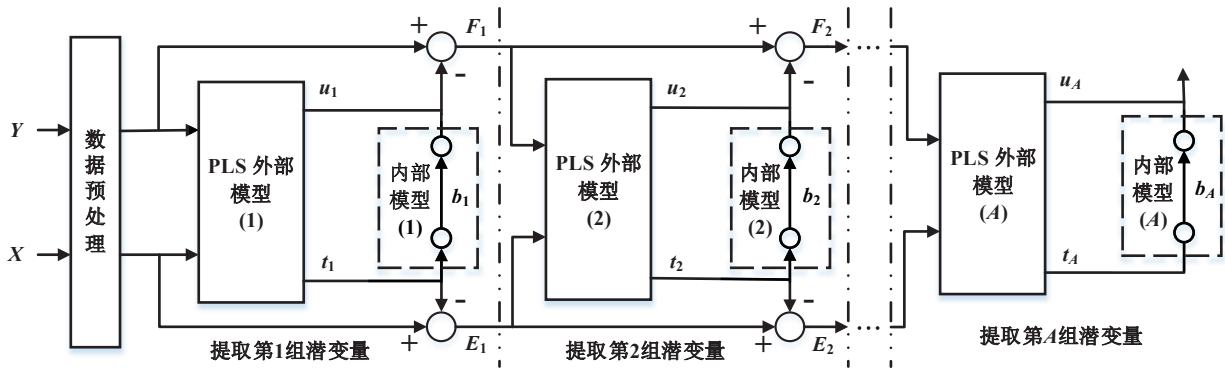 Y
X
数据预处理
PLS 外部
模型
(1)
u1
t1
内部
模型
(1)
b1
+
-
F1
-
+
E1
提取第1组潜变量
PLS 外部
模型
(2)
u2
t2
内部
模型
(2)
b2
+
-
F2
-
+
E2
提取第2组潜变量
...
...
PLS 外部
模型
(A)
uA
tA
内部
模型
(A)
bA
提取第A组潜变量